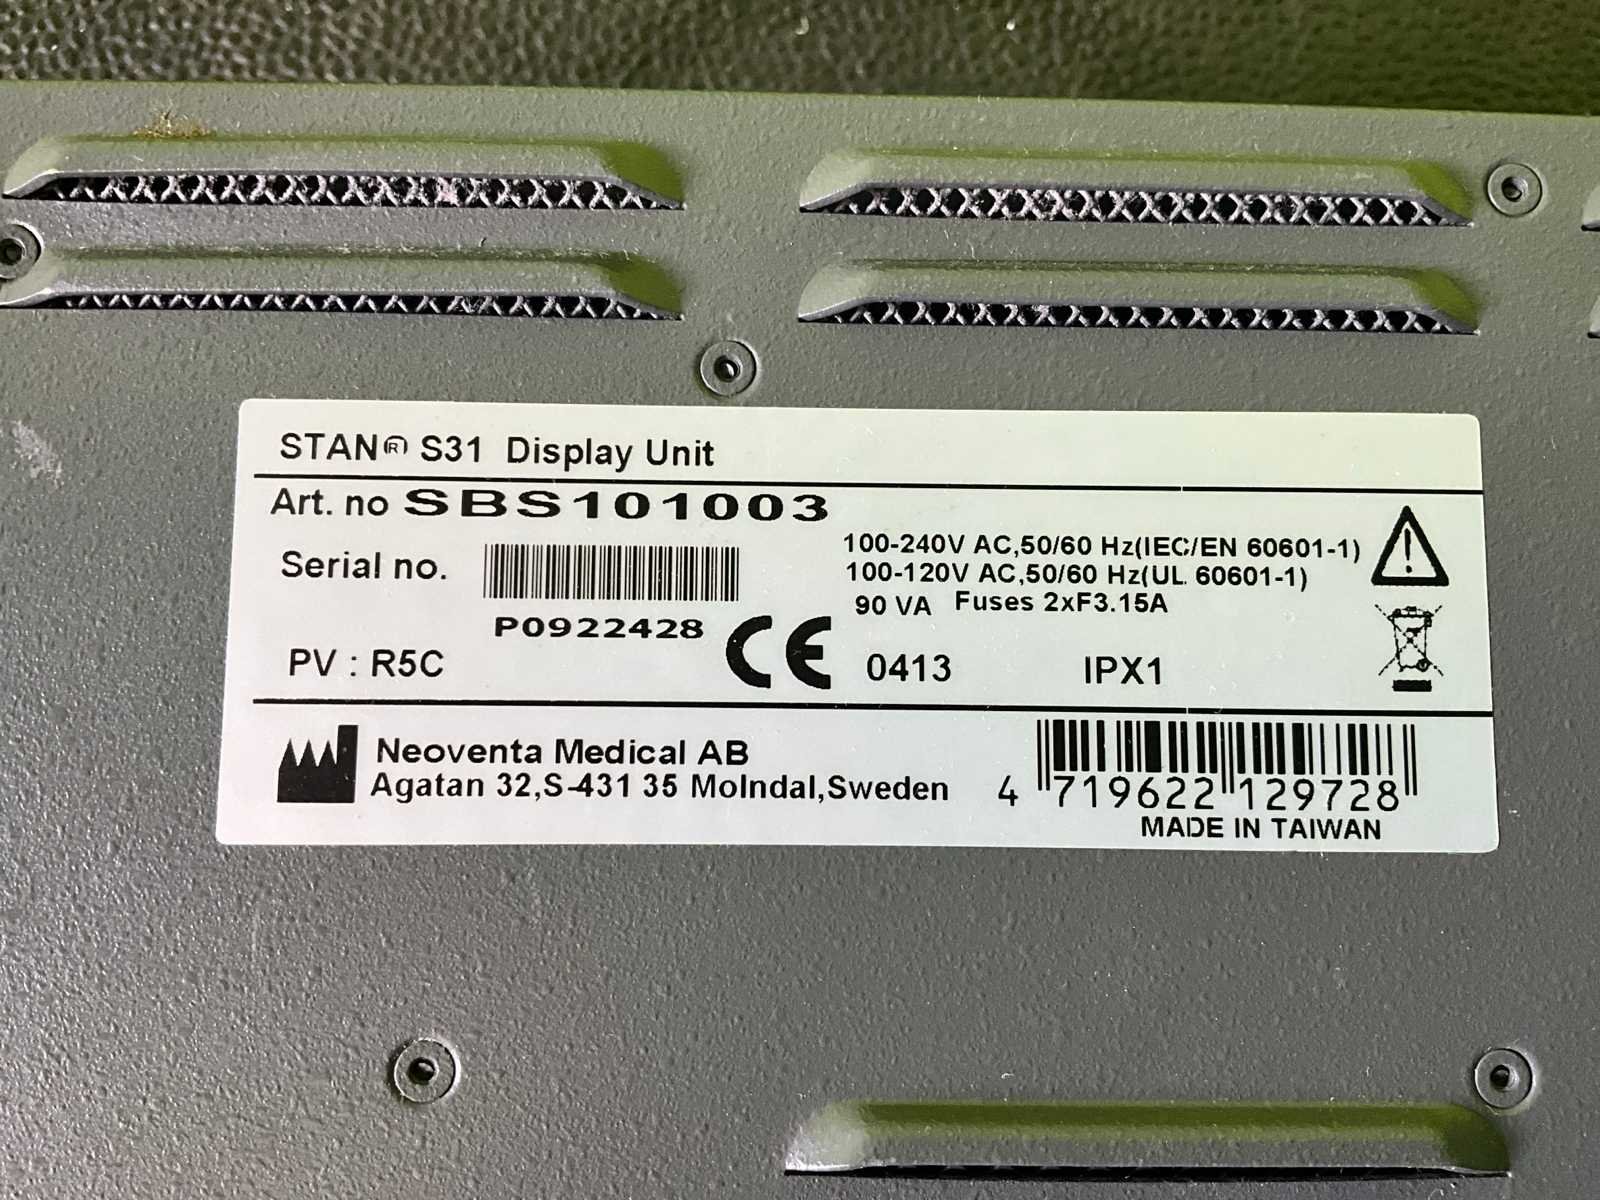 STAN® S31 Display Unit
Art. no SBS101003
Serial no.
P0922428
100-240V AC,50/60 Hz(IEC/EN 60601-1)
100-120V AC,50/60 Hz(UL 60601-1)
90 VA Fuses 2xF3.15A
PV : R5C
CE 0413 IPX1
Neoventa Medical AB
Agatan 32,S-431 35 Molndal,Sweden
4 719622 129728
MADE IN TAIWAN